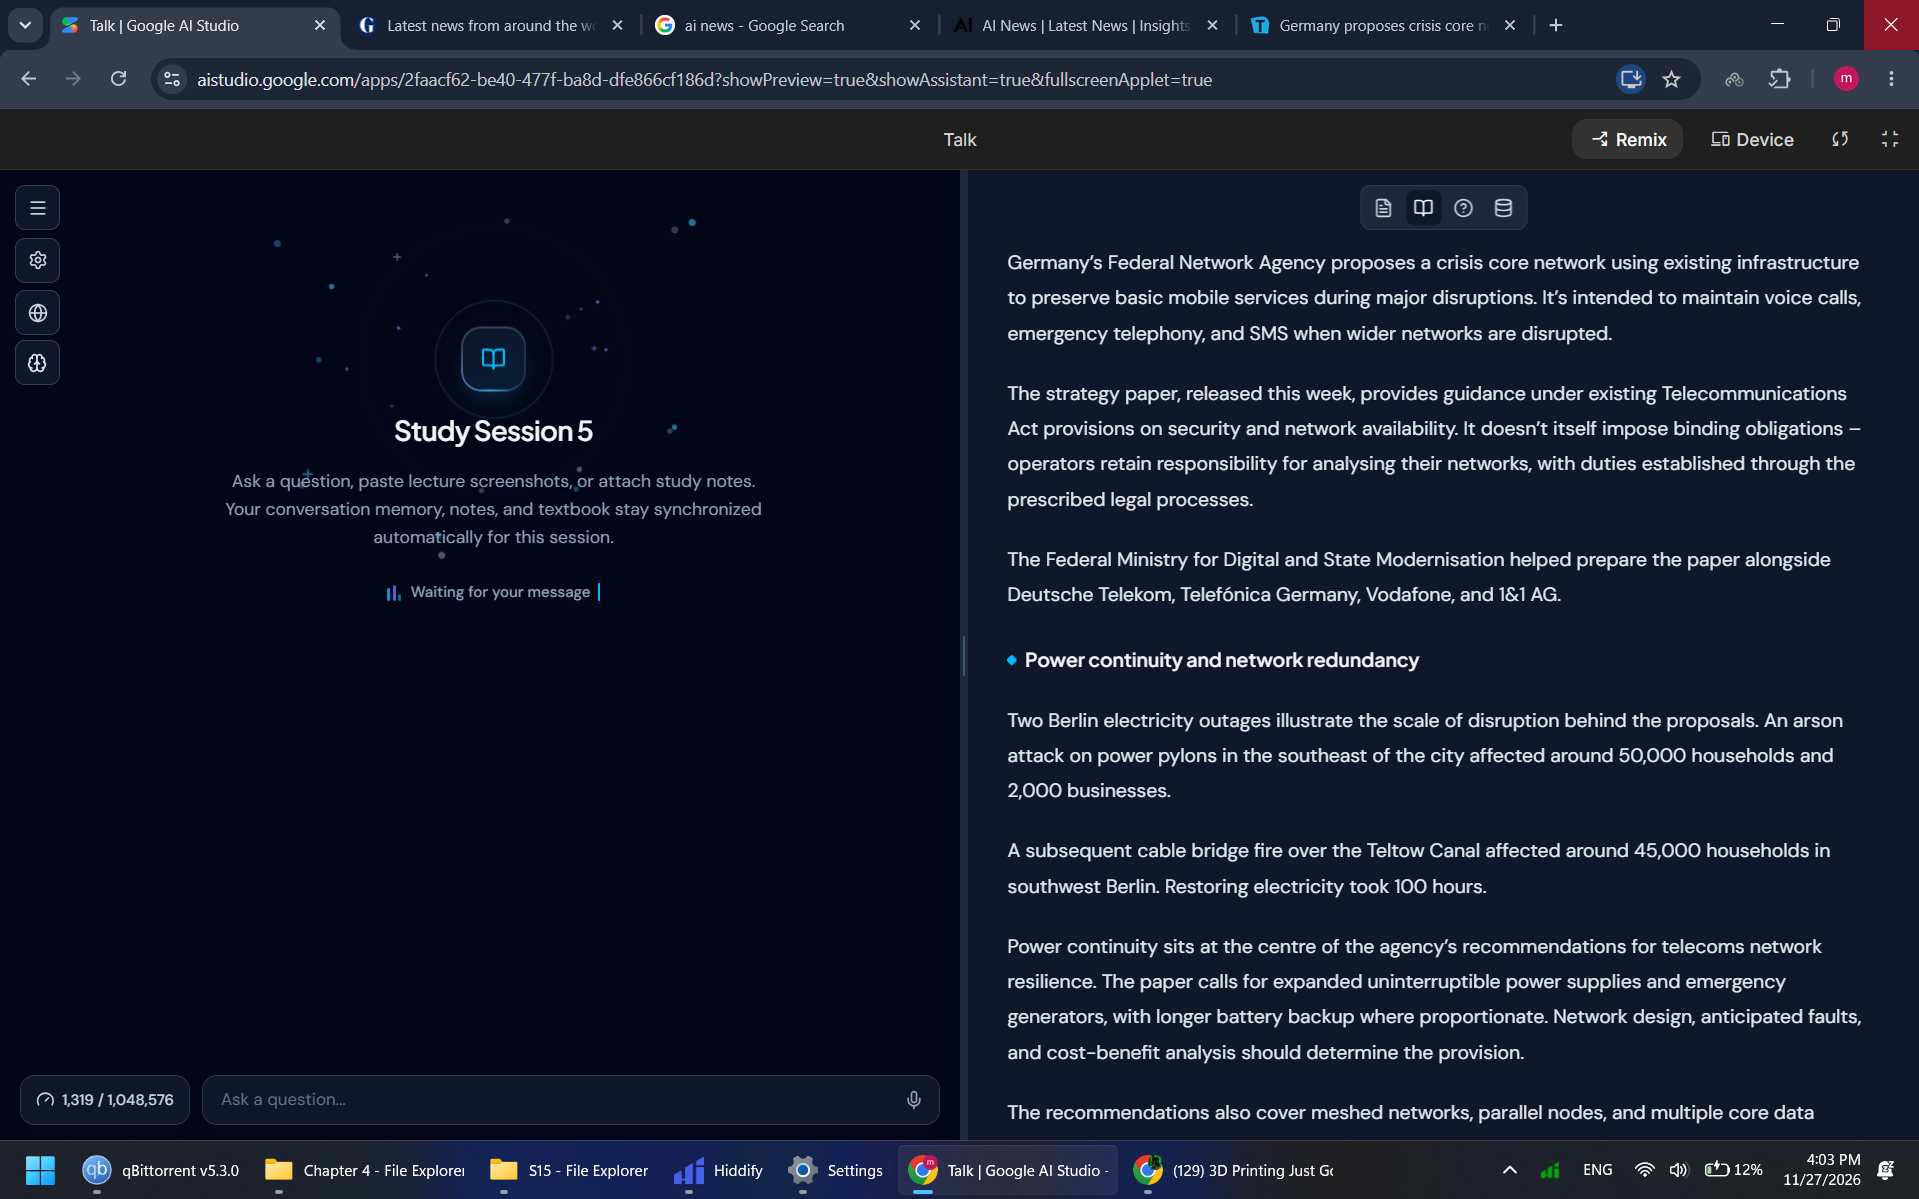 Talk | Google AI Studio
Latest news from around the wo
ai news - Google Search
AI News | Latest News | Insights
Germany proposes crisis core n
aistudio.google.com/apps/2faacf62-be40-477f-ba8d-dfe866cf186d?showPreview=true&showAssistant=true&fullscreenApplet=true
m
Talk
Remix
Device
Study Session 5
Ask a question, paste lecture screenshots, or attach study notes.
Your conversation memory, notes, and textbook stay synchronized
automatically for this session.
Waiting for your message
1,319 / 1,048,576
Ask a question...
Germany’s Federal Network Agency proposes a crisis core network using existing infrastructure
to preserve basic mobile services during major disruptions. It’s intended to maintain voice calls,
emergency telephony, and SMS when wider networks are disrupted.
The strategy paper, released this week, provides guidance under existing Telecommunications
Act provisions on security and network availability. It doesn’t itself impose binding obligations –
operators retain responsibility for analysing their networks, with duties established through the
prescribed legal processes.
The Federal Ministry for Digital and State Modernisation helped prepare the paper alongside
Deutsche Telekom, Telefónica Germany, Vodafone, and 1&1 AG.
Power continuity and network redundancy
Two Berlin electricity outages illustrate the scale of disruption behind the proposals. An arson
attack on power pylons in the southeast of the city affected around 50,000 households and
2,000 businesses.
A subsequent cable bridge fire over the Teltow Canal affected around 45,000 households in
southwest Berlin. Restoring electricity took 100 hours.
Power continuity sits at the centre of the agency’s recommendations for telecoms network
resilience. The paper calls for expanded uninterruptible power supplies and emergency
generators, with longer battery backup where proportionate. Network design, anticipated faults,
and cost-benefit analysis should determine the provision.
The recommendations also cover meshed networks, parallel nodes, and multiple core data
qb
qBittorrent v5.3.0
Chapter 4 - File Explorer
S15 - File Explorer
Hiddify
Settings
m
Talk | Google AI Studio -
(129) 3D Printing Just Go
ENG
12%
4:03 PM
11/27/2026